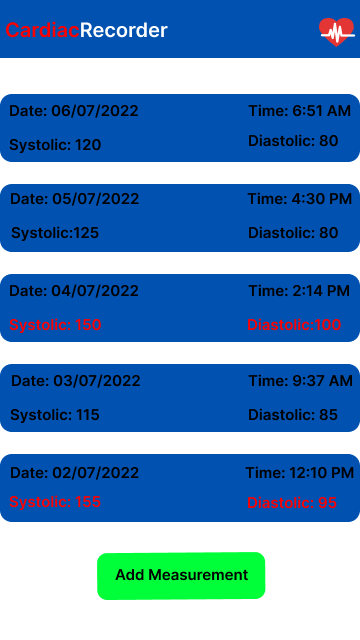 CardiacRecorder
Date: 06/07/2022 Time: 6:51 AM
Systolic: 120 Diastolic: 80
Date: 05/07/2022 Time: 4:30 PM
Systolic:125 Diastolic: 80
Date: 04/07/2022 Time: 2:14 PM
Systolic: 150 Diastolic:100
Date: 03/07/2022 Time: 9:37 AM
Systolic: 115 Diastolic: 85
Date: 02/07/2022 Time: 12:10 PM
Systolic: 155 Diastolic: 95
Add Measurement